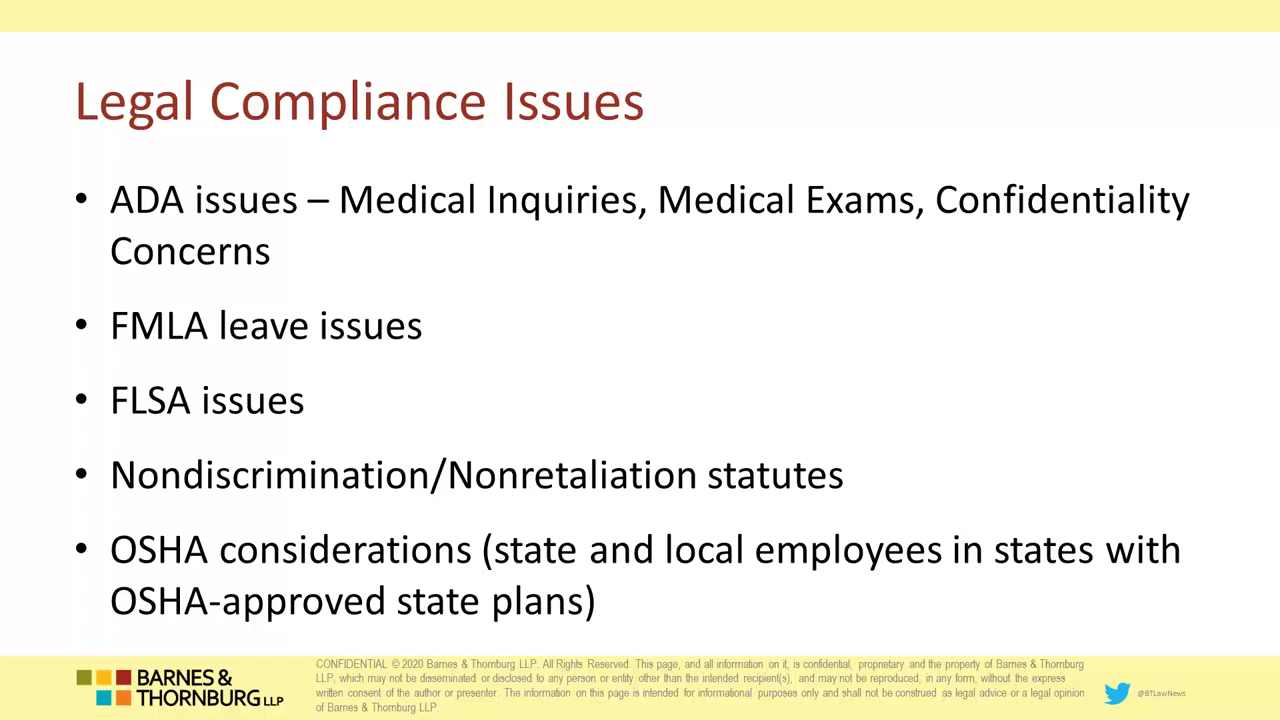 Legal Compliance Issues
• ADA issues – Medical Inquiries, Medical Exams, Confidentiality
Concerns
• FMLA leave issues
• FLSA issues
• Nondiscrimination/Nonretaliation statutes
• OSHA considerations (state and local employees in states with
OSHA-approved state plans)
BARNES &
THORNBURG LLP
CONFIDENTIAL © 2020 Barnes & Thornburg LLP. All Rights Reserved. This page, and all information on it, is confidential, proprietary and the property of Barnes & Thornburg
LLP, which may not be disseminated or disclosed to any person or entity other than the intended recipient(s), and may not be reproduced, in any form, without the express
written consent of the author or presenter. The information on this page is intended for informational purposes only and shall not be construed as legal advice or a legal opinion
of Barnes & Thornburg LLP.
@BTLawNews